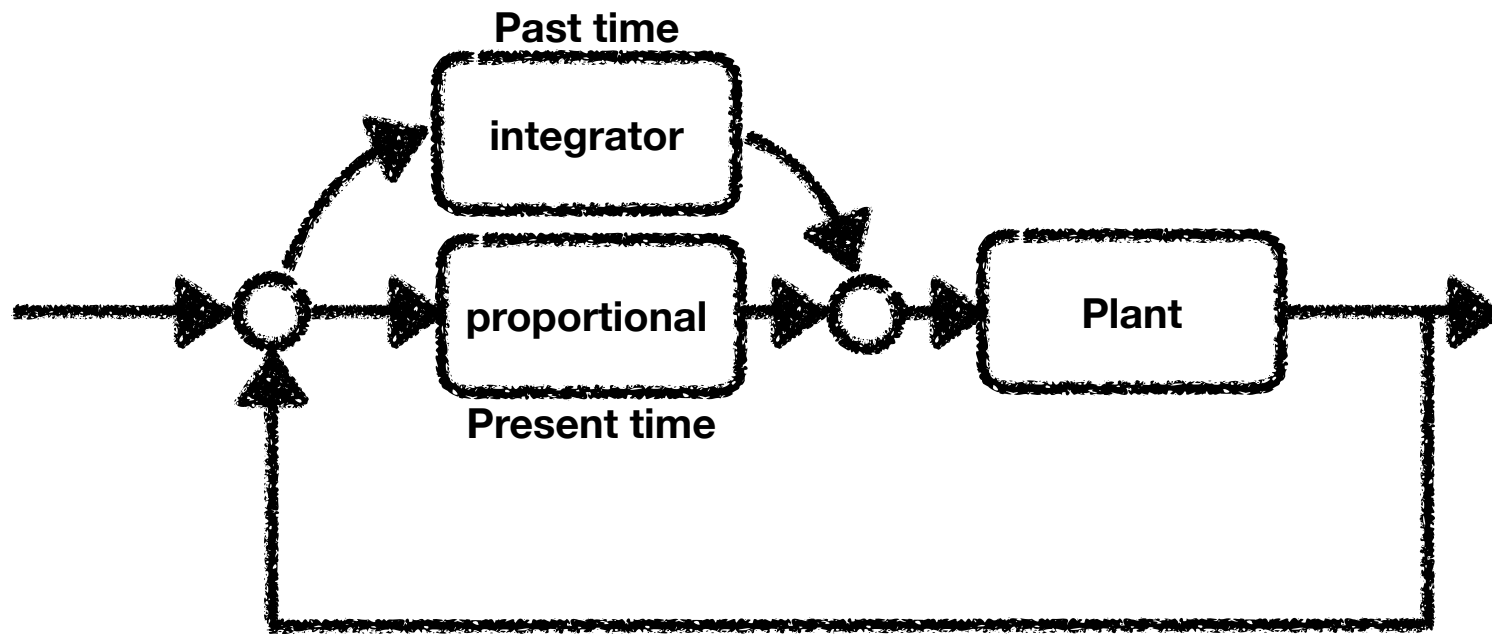 Past time
integrator
proportional
Present time
Plant